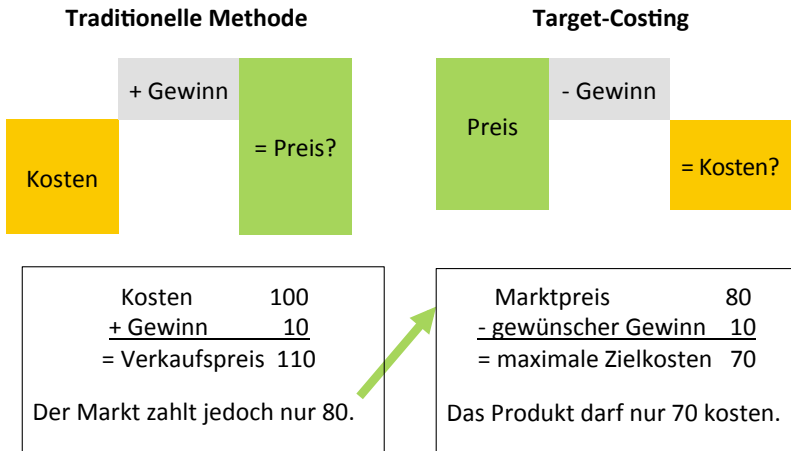 Traditionelle Methode
+ Gewinn
= Preis?
Kosten
Kosten 100
+ Gewinn 10
= Verkaufspreis 110
Der Markt zahlt jedoch nur 80.
Target-Costing
Preis
- Gewinn
= Kosten?
Marktpreis 80
- gewünscher Gewinn 10
= maximale Zielkosten 70
Das Produkt darf nur 70 kosten.